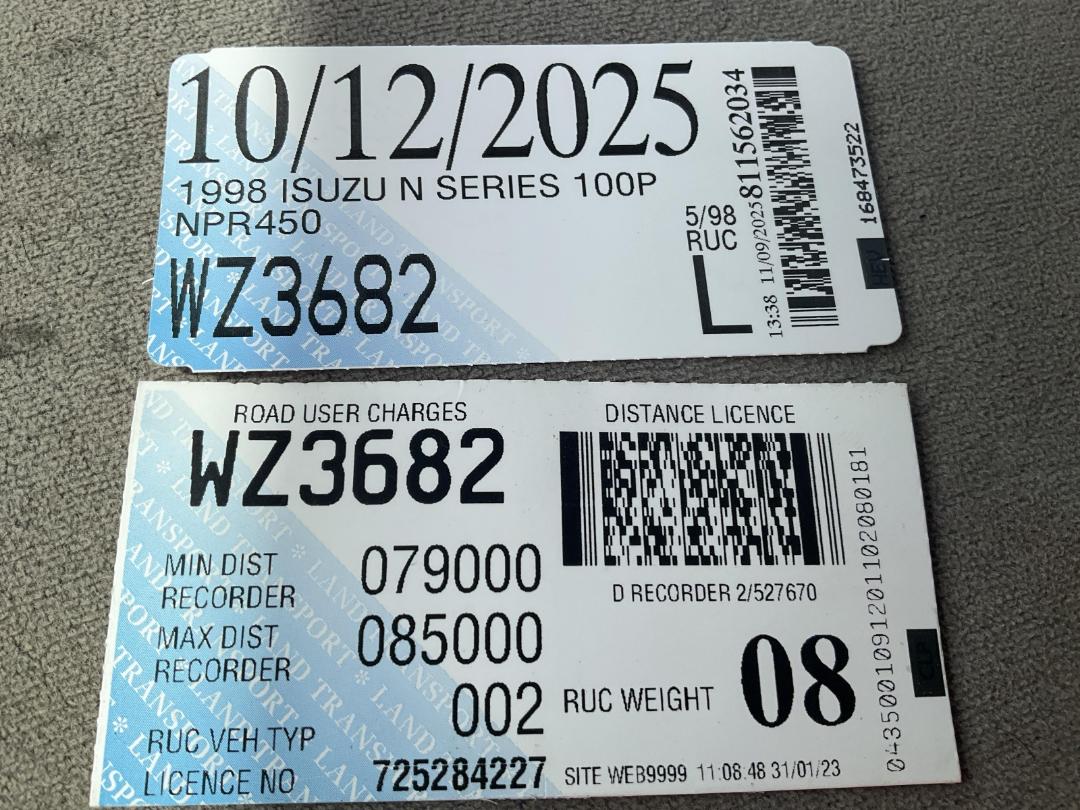 10/12/2025
1998 ISUZU N SERIES 100P
NPR450
WZ3682
5/98
RUC
L
13:38 11/09/2025 811562034
168473522
ROAD USER CHARGES
WZ3682
MIN DIST
RECORDER 079000
MAX DIST
RECORDER 085000
RUC VEH TYP 002
LICENCE NO 725284227
DISTANCE LICENCE
D RECORDER 2/527670
RUC WEIGHT 08
SITE WEB9999 11:08:48 31/01/23
0435001091201102080181
CLP